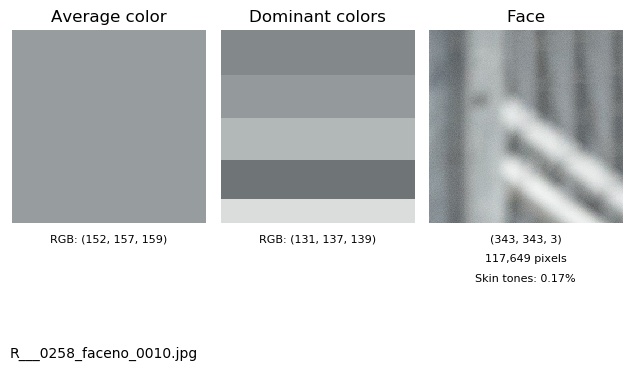 Average color
Dominant colors
Face
RGB: (152, 157, 159)
RGB: (131, 137, 139)
(343, 343, 3)
117,649 pixels
Skin tones: 0.17%
R___0258_faceno_0010.jpg